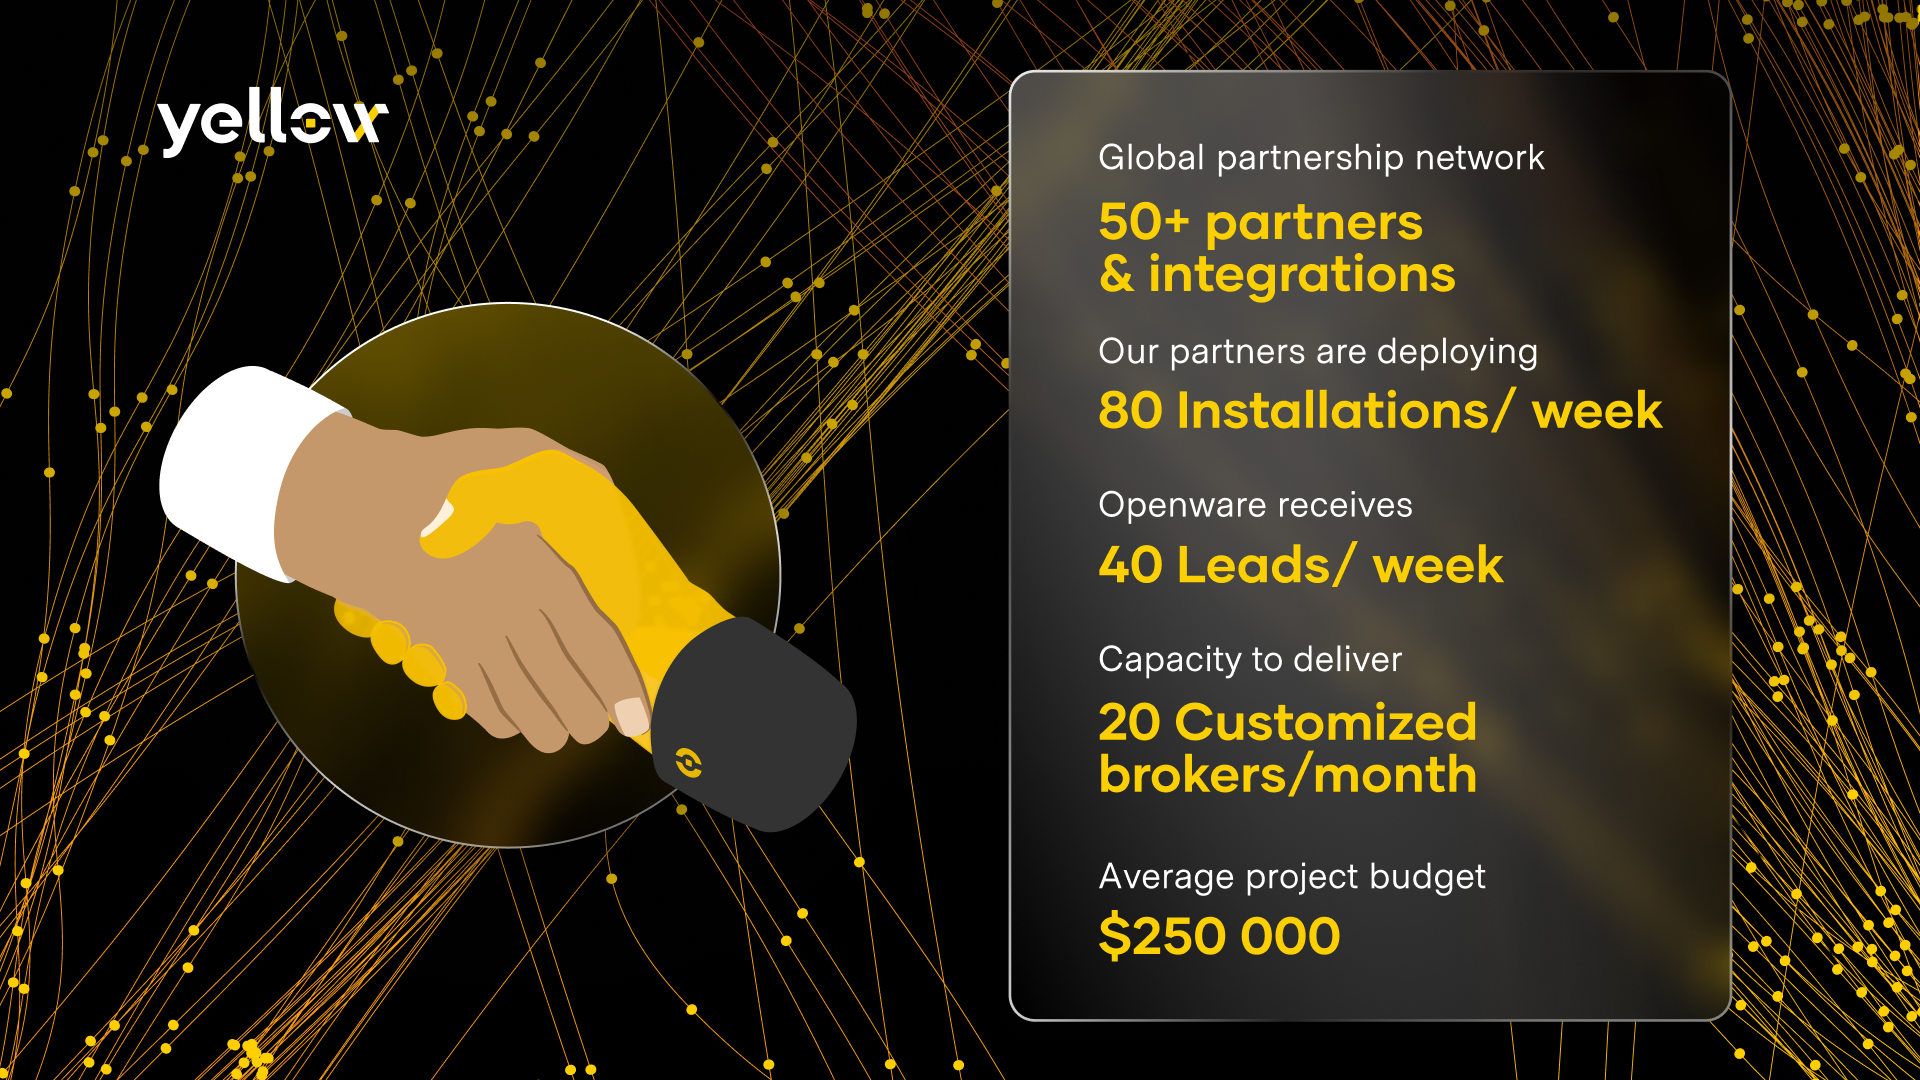 yellow
Global partnership network
50+ partners
& integrations
Our partners are deploying
80 Installations/ week
Openware receives
40 Leads/ week
Capacity to deliver
20 Customized
brokers/month
Average project budget
$250 000